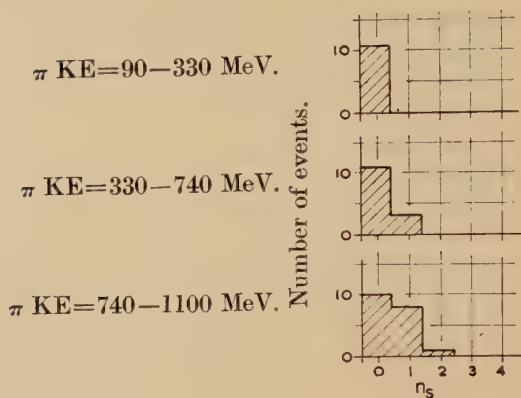 π KE=90—330 MeV.
10
0
π KE=330—740 MeV.
10
0
Number of events.
π KE=740—1100 MeV.
10
0
0 1 2 3 4
n_s